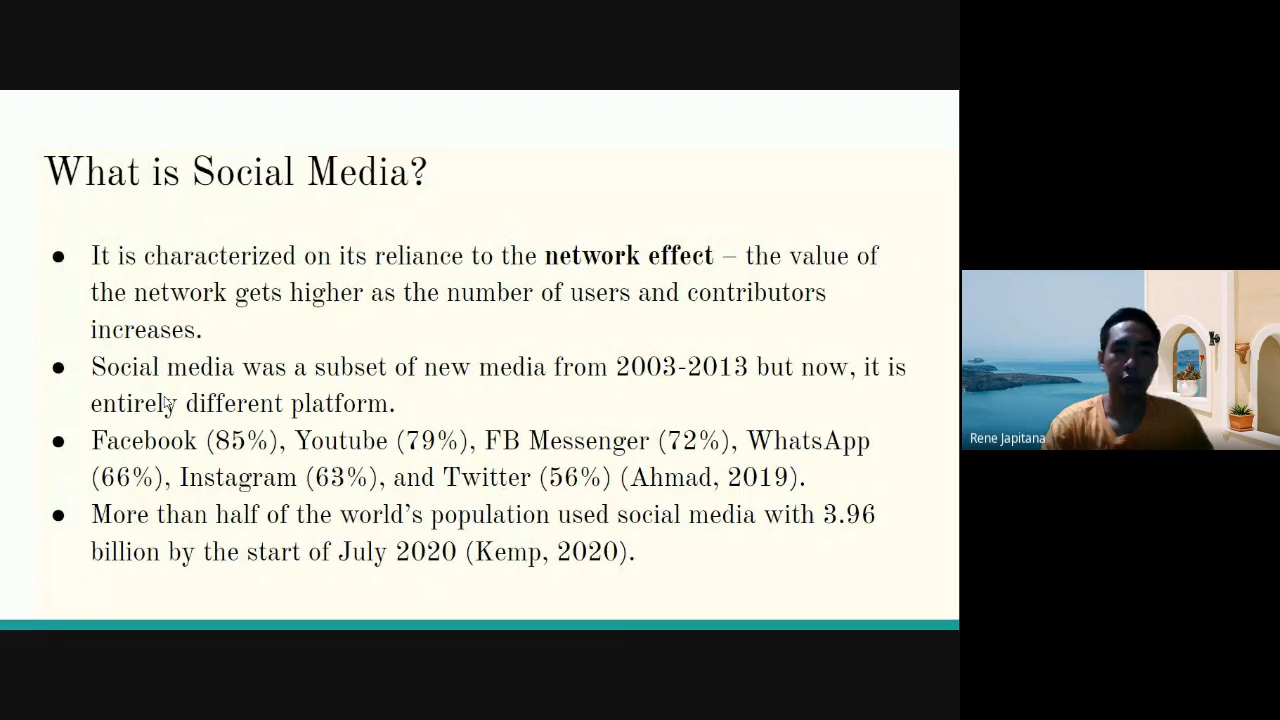 What is Social Media?
● It is characterized on its reliance to the network effect – the value of
the network gets higher as the number of users and contributors
increases.
● Social media was a subset of new media from 2003-2013 but now, it is
entirely different platform.
● Facebook (85%), Youtube (79%), FB Messenger (72%), WhatsApp
(66%), Instagram (63%), and Twitter (56%) (Ahmad, 2019).
● More than half of the world’s population used social media with 3.96
billion by the start of July 2020 (Kemp, 2020).
Rene Japitana